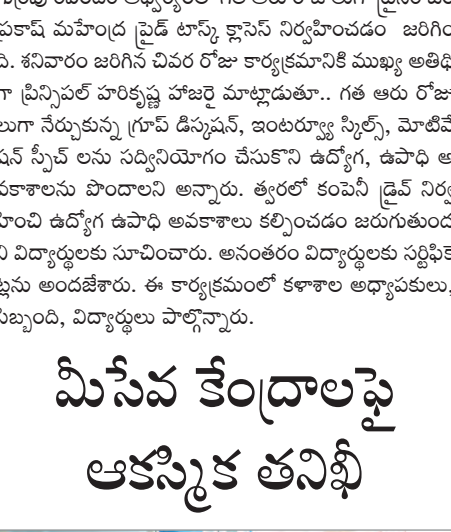 ప్రకాష్ మహేంద్ర ప్రైడ్ టాస్క్ క్లాసెస్ నిర్వహించడం జరిగిం
ది. శనివారం జరిగిన చివర రోజు కార్యక్రమానికి ముఖ్య అతిథి
గా ప్రిన్సిపల్ హరికృష్ణ హాజరై మాట్లాడుతూ.. గత ఆరు రోజు
లుగా నేర్చుకున్న గ్రూప్ డిస్కషన్, ఇంటర్వ్యూ స్కిల్స్, మోటివే
షన్ స్పీచ్ లను సద్వినియోగం చేసుకొని ఉద్యోగ, ఉపాధి అ
వకాశాలను పొందాలని అన్నారు. త్వరలో కంపెనీ డ్రైవ్ నిర్వ
హించి ఉద్యోగ ఉపాధి అవకాశాలు కల్పించడం జరుగుతుంద
ని విద్యార్థులకు సూచించారు. అనంతరం విద్యార్థులకు సర్టిఫికె
ట్లను అందజేశారు. ఈ కార్యక్రమంలో కళాశాల అధ్యాపకులు,
సిబ్బంది, విద్యార్థులు పాల్గొన్నారు.
మీసేవ కేంద్రాలపై
ఆకస్మిక తనిఖీ